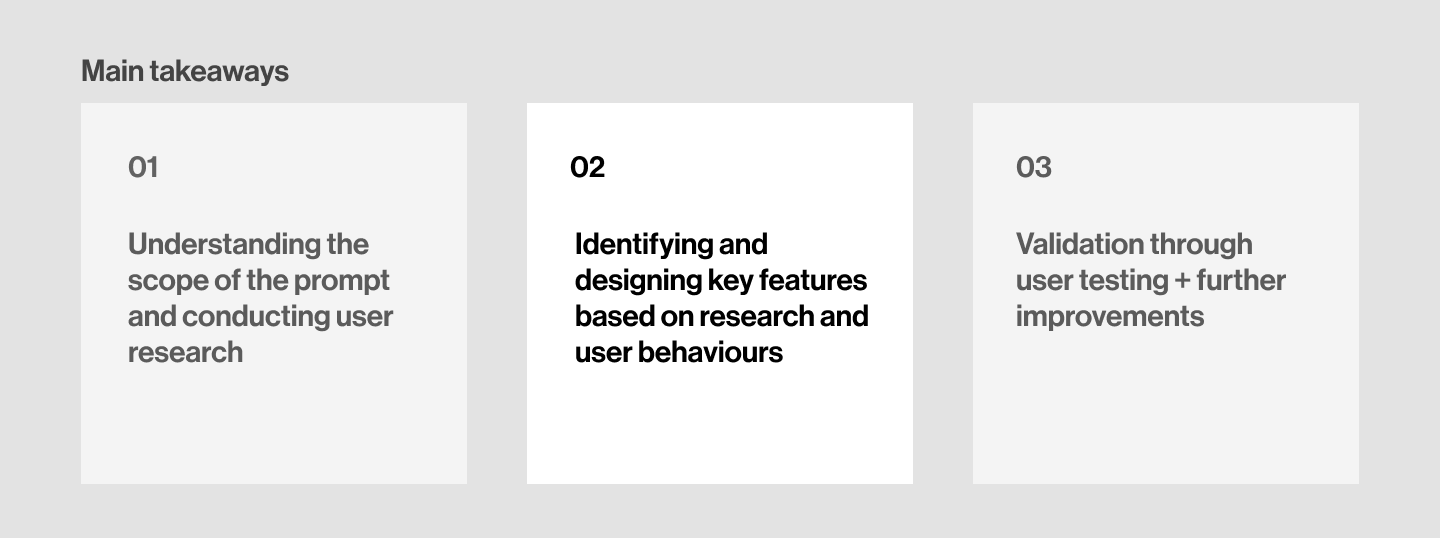 Main takeaways
01
Understanding the
scope of the prompt
and conducting user
research
02
Identifying and
designing key features
based on research and
user behaviours
03
Validation through
user testing + further
improvements